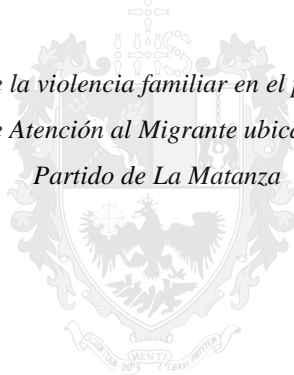 e la violencia familiar en el p
e Atención al Migrante ubica
Partido de La Matanza